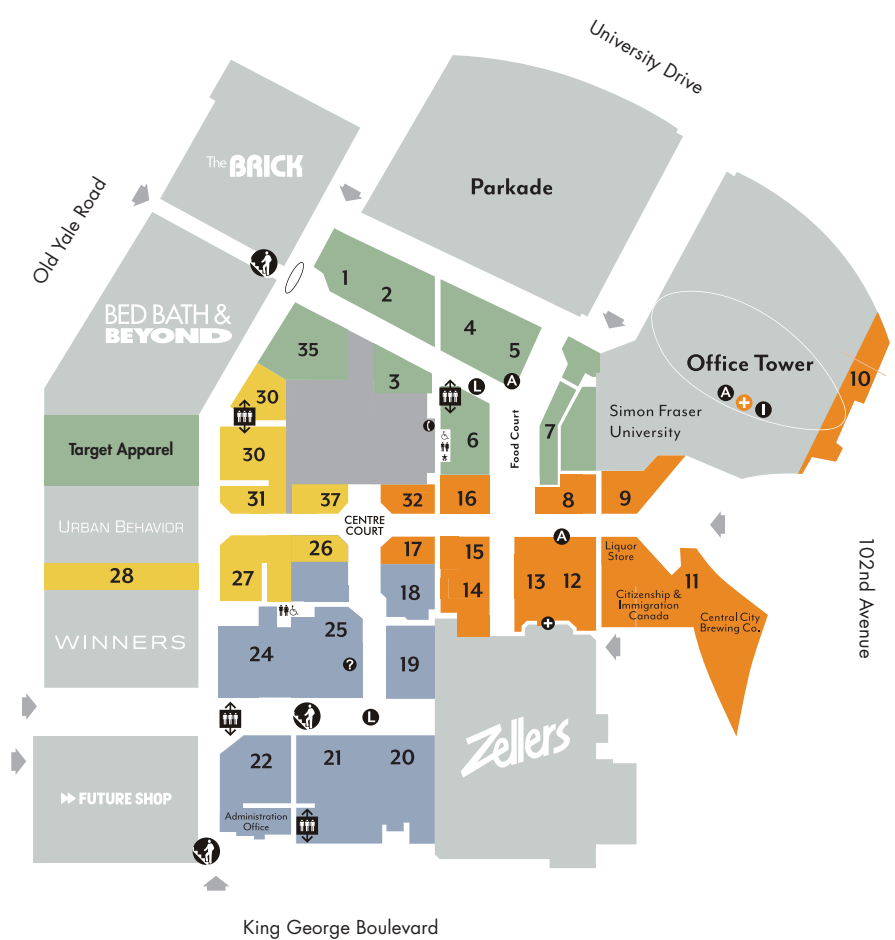 University Drive
The BRICK
Parkade
Old Yale Road
BED BATH &
BEYOND
1
2
4
5
35
3
Office Tower
10
A
I
L
A
30
Simon Fraser
University
7
6
Food Court
Target Apparel
30
31
37
32
16
8
9
URBAN BEHAVIOR
CENTRE
COURT
A
102nd Avenue
26
17
15
Liquor
Store
28
27
18
14
13
12
11
Citizenship &
Immigration
Canada
Central City
Brewing Co.
WINNERS
25
24
?
19
L
Zellers
22
21
20
FUTURE SHOP
Administration
Office
King George Boulevard